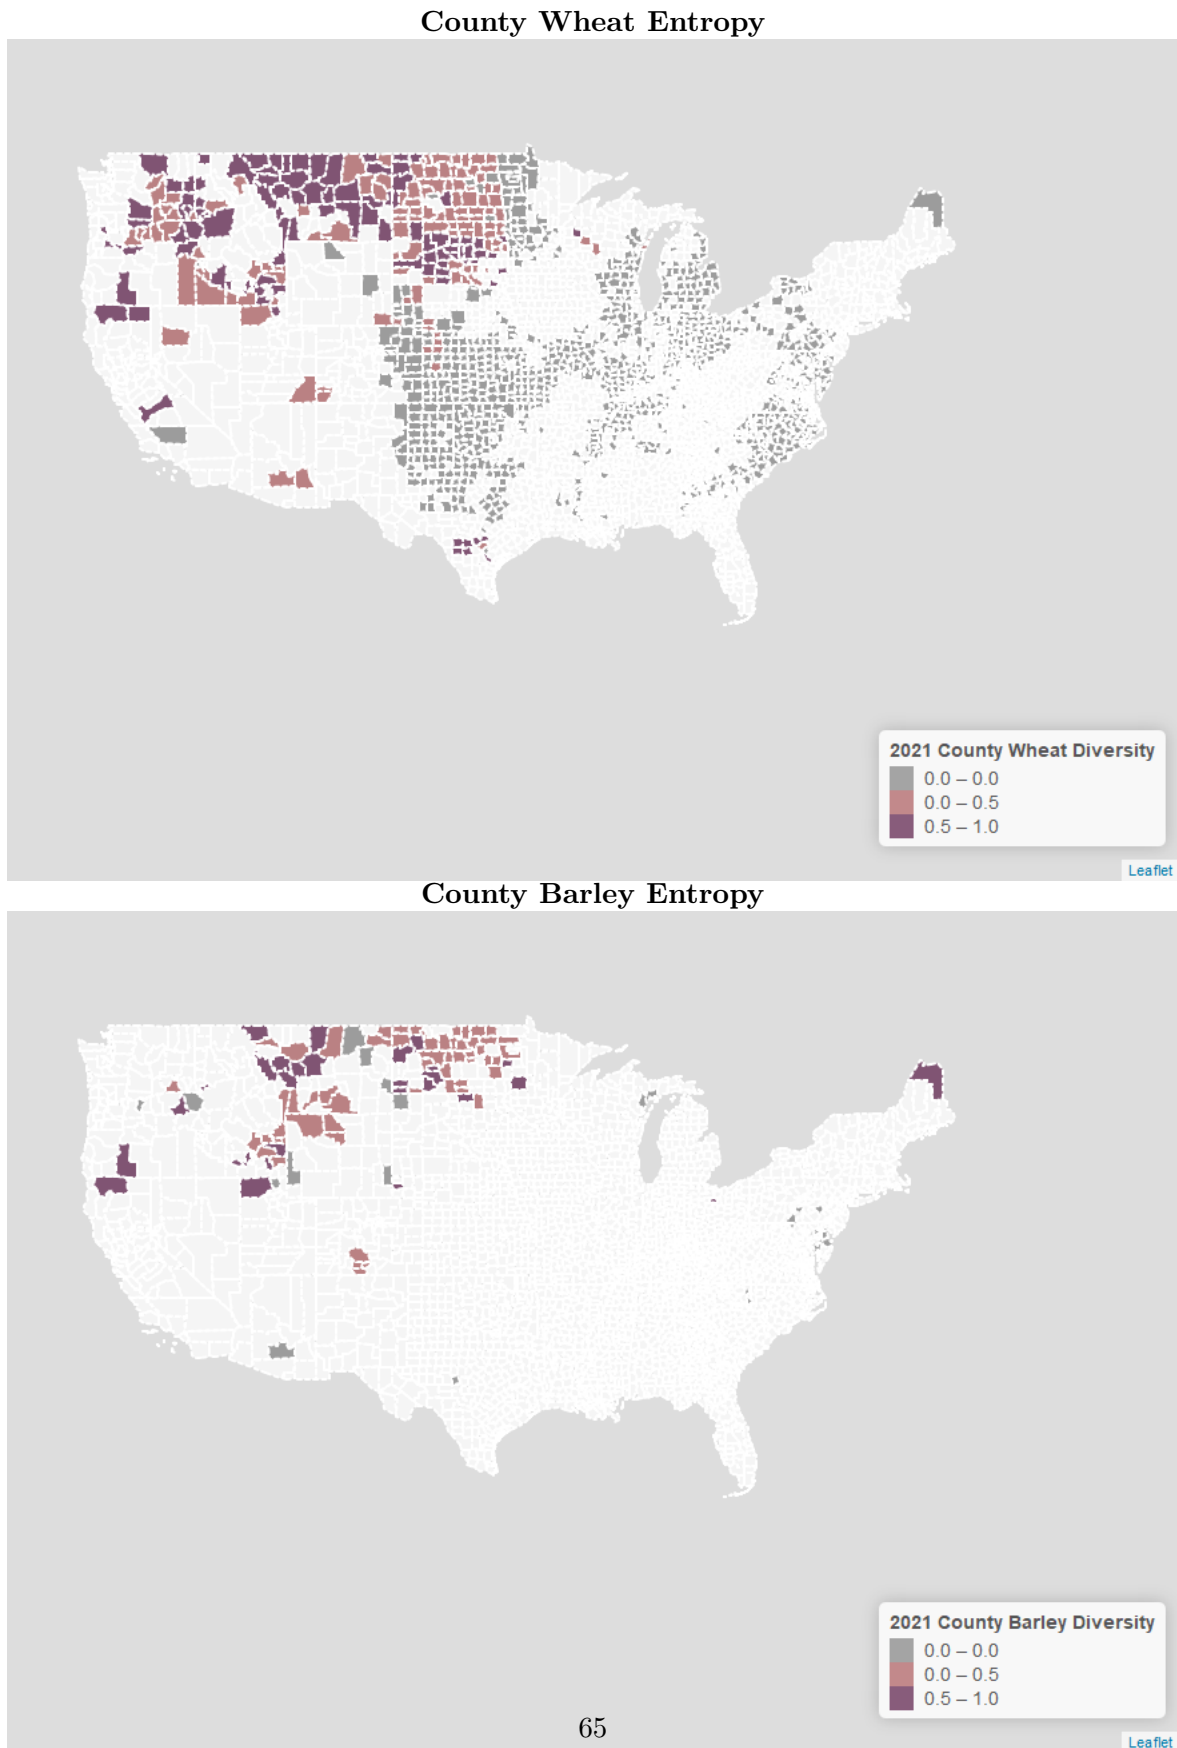 County Wheat Entropy
2021 County Wheat Diversity
0.0 – 0.0
0.0 – 0.5
0.5 – 1.0
Leaflet
County Barley Entropy
2021 County Barley Diversity
0.0 – 0.0
0.0 – 0.5
0.5 – 1.0
65
Leaflet